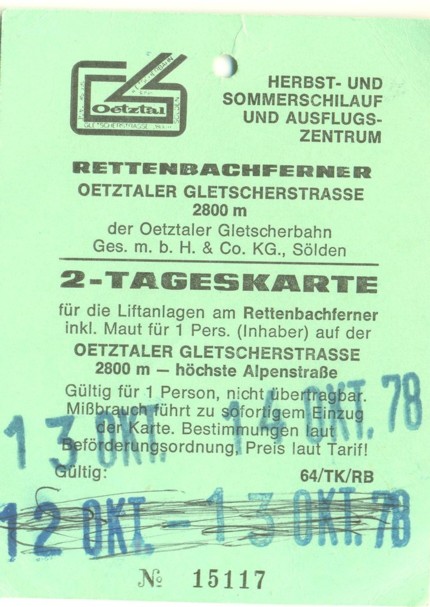 Oetztal
HERBST- UND
SOMMERSCHILAUF
UND AUSFLUGS-
ZENTRUM
RETTENBACHFERNER
OETZTALER GLETSCHERSTRASSE
2800 m
der Oetztaler Gletscherbahn
Ges. m. b. H. & Co. KG., Sölden
2-TAGESKARTE
für die Liftanlagen am Rettenbachferner
inkl. Maut für 1 Pers. (Inhaber) auf der
OETZTALER GLETSCHERSTRASSE
2800 m — höchste Alpenstraße
Gültig für 1 Person, nicht übertragbar.
Mißbrauch führt zu sofortigem Einzug
der Karte. Bestimmungen laut
Beförderungsordnung, Preis laut Tarif!
13 OKT. 14 OKT. 78
Gültig: 64/TK/RB
12 OKT. - 13 OKT. 78
№ 15117